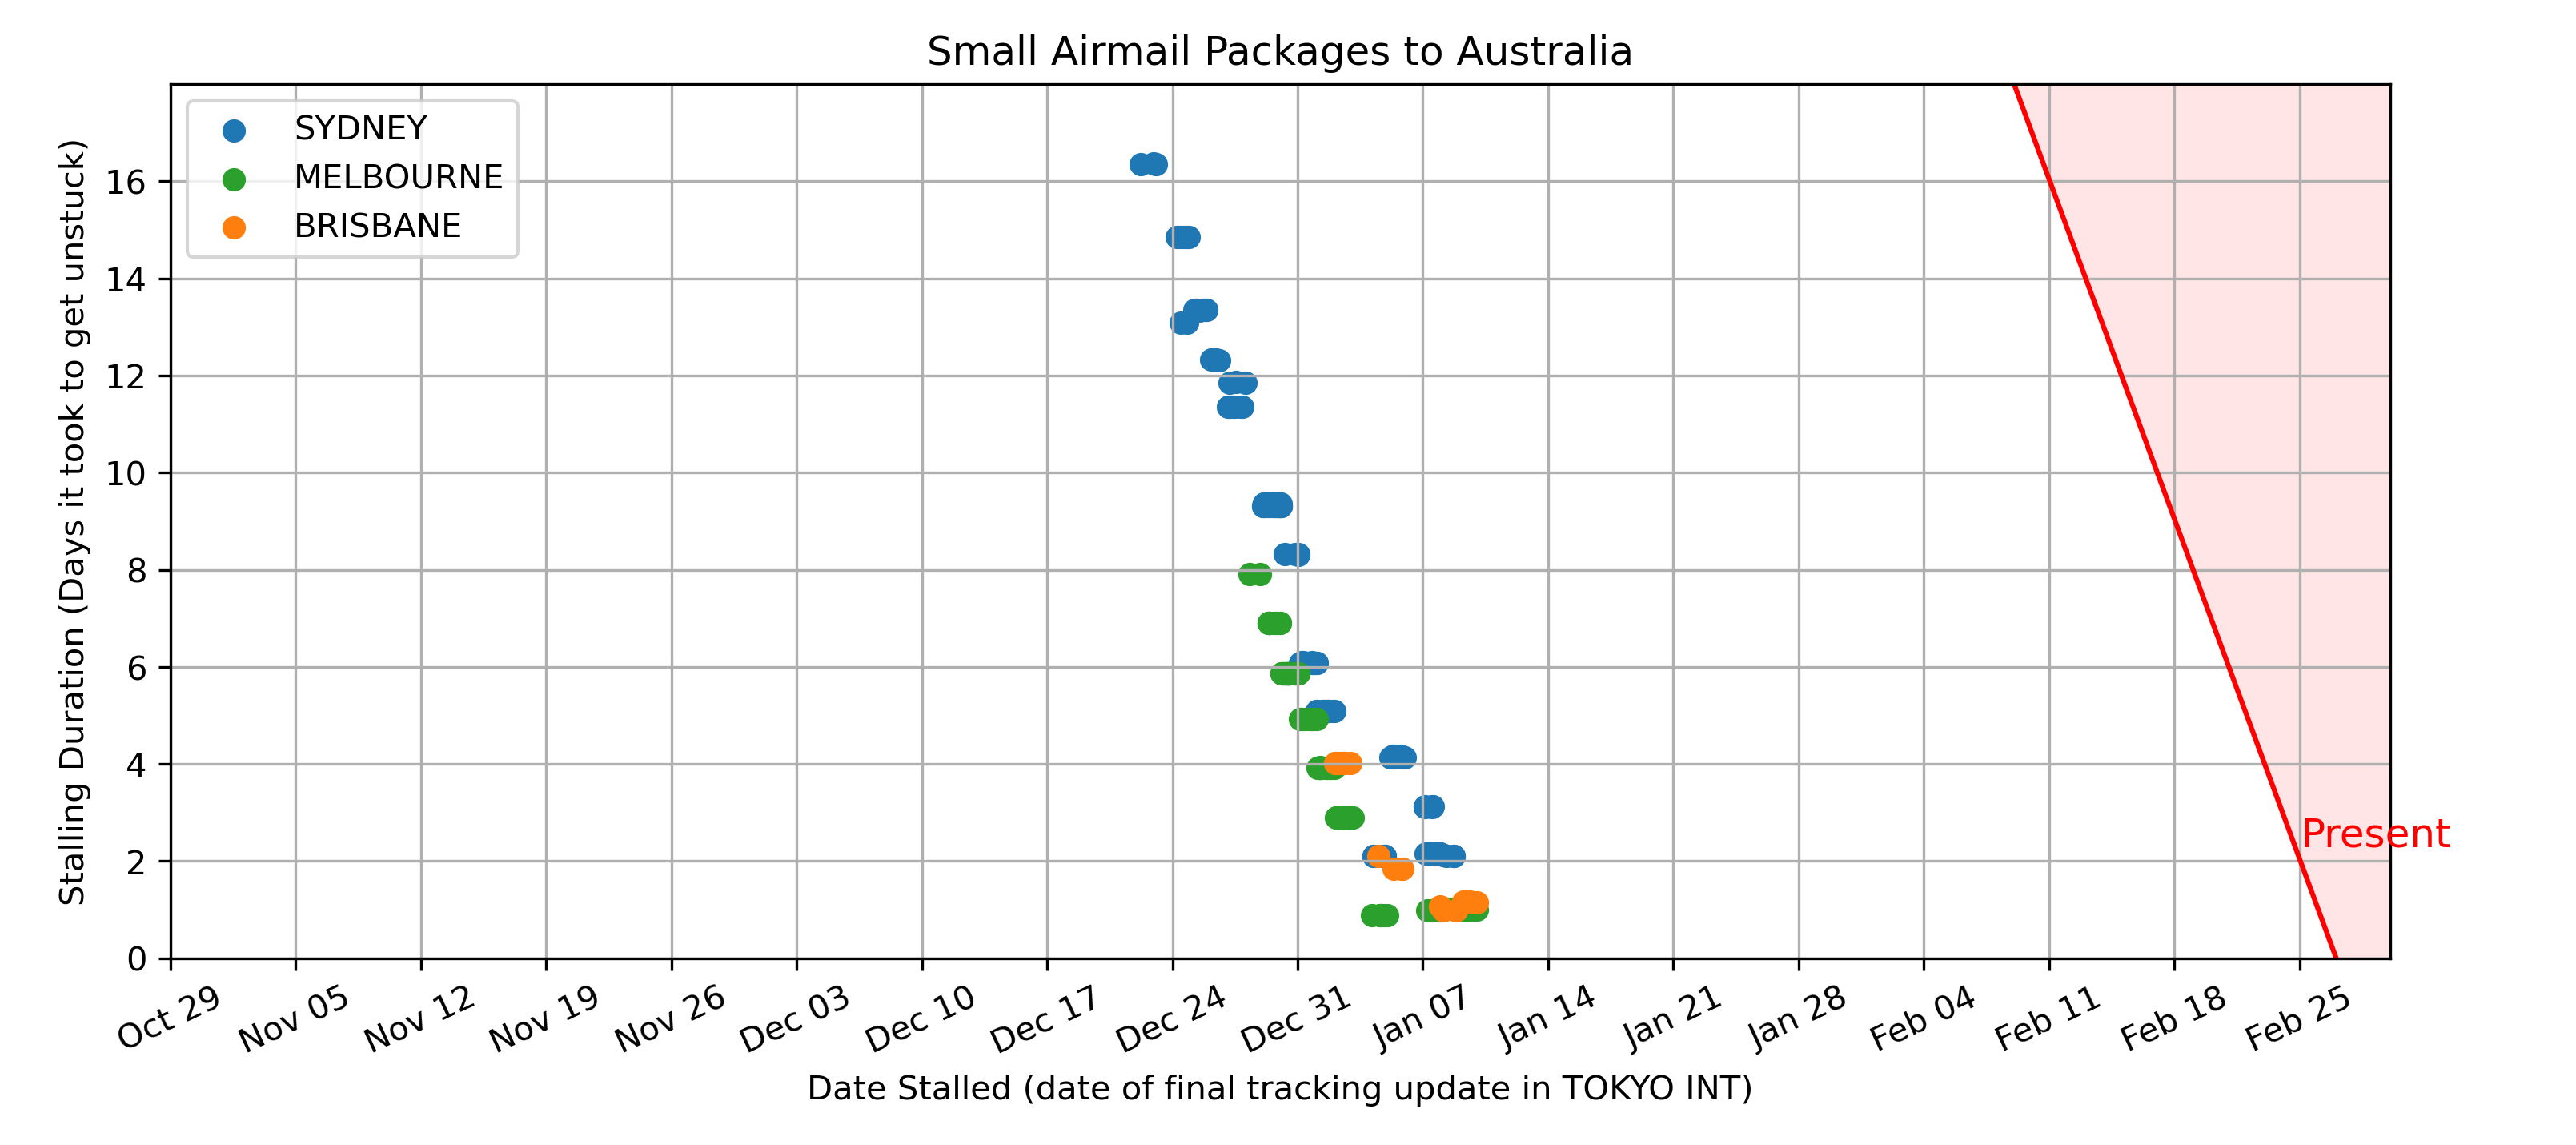 Small Airmail Packages to Australia
SYDNEY
MELBOURNE
BRISBANE
Stalling Duration (Days it took to get unstuck)
16
14
12
10
8
6
4
2
0
Present
Oct 29
Nov 05
Nov 12
Nov 19
Nov 26
Dec 03
Dec 10
Dec 17
Dec 24
Dec 31
Jan 07
Jan 14
Jan 21
Jan 28
Feb 04
Feb 11
Feb 18
Feb 25
Date Stalled (date of final tracking update in TOKYO INT)